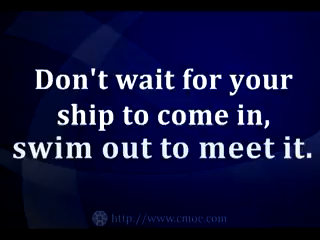 Don't wait for your
ship to come in,
swim out to meet it.
http://www.cmoe.com